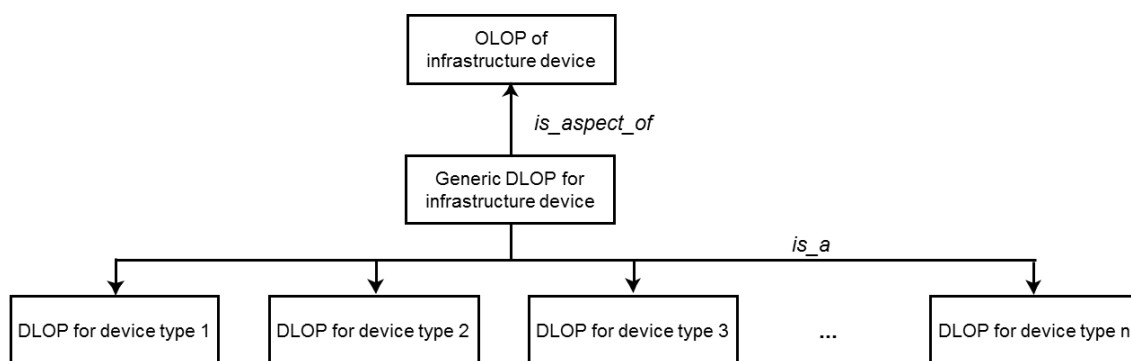 OLOP of
infrastructure device
is_aspect_of
Generic DLOP for
infrastructure device
is_a
DLOP for device type 1
DLOP for device type 2
DLOP for device type 3
...
DLOP for device type n